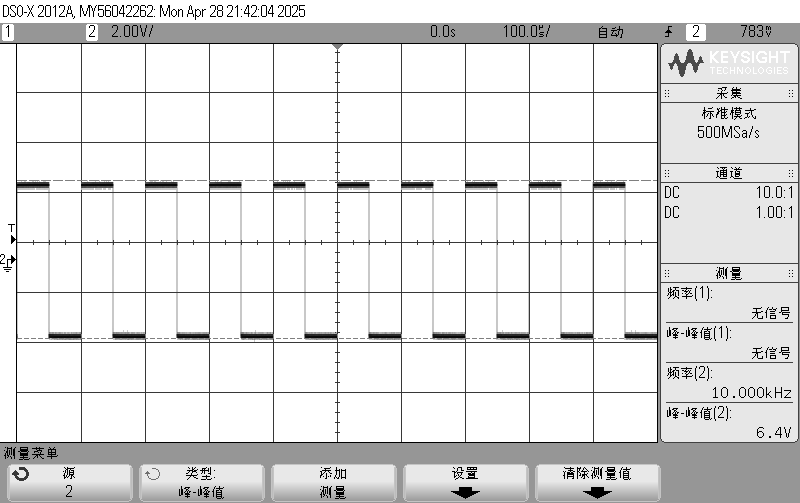 DSO-X 2012A, MY56042262: Mon Apr 28 21:42:04 2025
1 2 2.00V/ 0.0s 100.0us/ 自动 2 783mV
KEYSIGHT
TECHNOLOGIES
采集
标准模式
500MSa/s
通道
DC 10.0:1
DC 1.00:1
T
2
测量
频率(1):
无信号
峰-峰值(1):
无信号
频率(2):
10.000kHz
峰-峰值(2):
6.4V
测量菜单
源
2
类型:
峰-峰值
添加
测量
设置
清除测量值